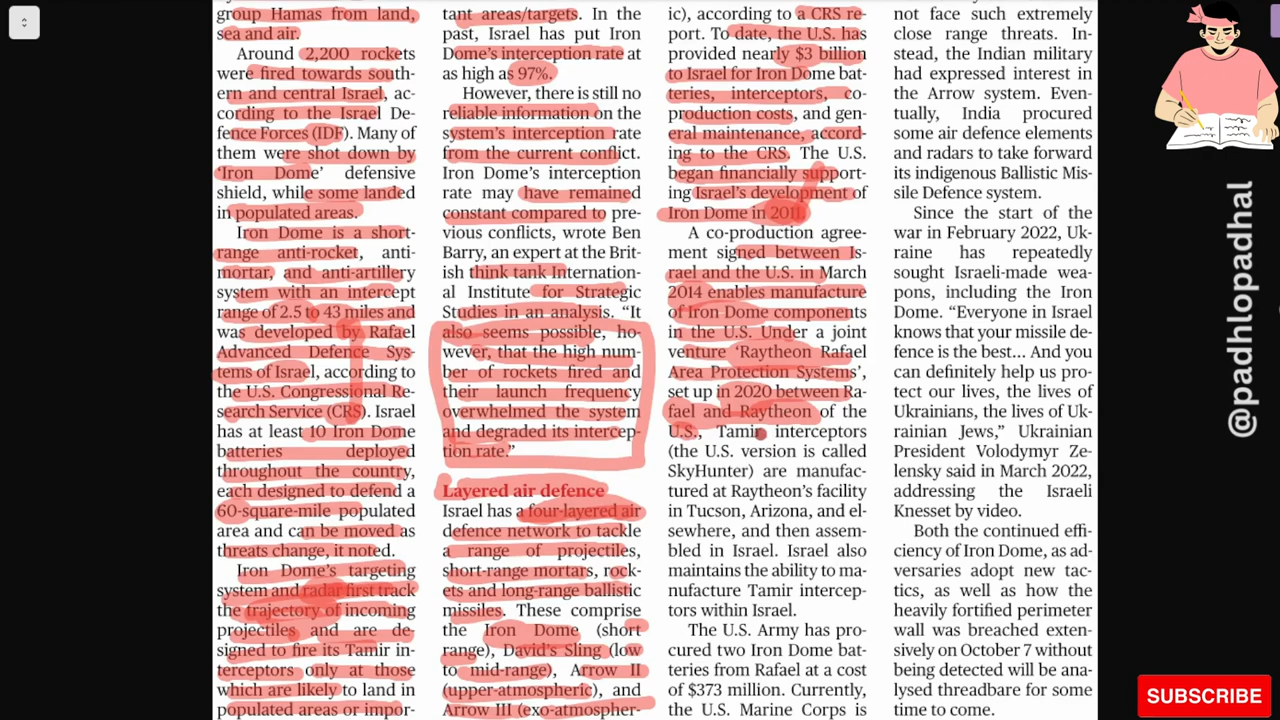 group Hamas from land,
sea and air.
Around 2,200 rockets
were fired towards south-
ern and central Israel, ac-
cording to the Israel De-
fence Forces (IDF). Many of
them were shot down by
‘Iron Dome’ defensive
shield, while some landed
in populated areas.
Iron Dome is a short-
range anti-rocket, anti-
mortar, and anti-artillery
system with an intercept
range of 2.5 to 43 miles and
was developed by Rafael
Advanced Defence Sys-
tems of Israel, according to
the U.S. Congressional Re-
search Service (CRS). Israel
has at least 10 Iron Dome
batteries deployed
throughout the country,
each designed to defend a
60-square-mile populated
area and can be moved as
threats change, it noted.
Iron Dome’s targeting
system and radar first track
the trajectory of incoming
projectiles and are de-
signed to fire its Tamir in-
terceptors only at those
which are likely to land in
populated areas or impor-
tant areas/targets. In the
past, Israel has put Iron
Dome’s interception rate at
as high as 97%.
However, there is still no
reliable information on the
system’s interception rate
from the current conflict.
Iron Dome’s interception
rate may have remained
constant compared to pre-
vious conflicts, wrote Ben
Barry, an expert at the Brit-
ish think tank Internation-
al Institute for Strategic
Studies in an analysis. “It
also seems possible, ho-
wever, that the high num-
ber of rockets fired and
their launch frequency
overwhelmed the system
and degraded its intercep-
tion rate.”
Layered air defence
Israel has a four-layered air
defence network to tackle
a range of projectiles,
short-range mortars, rock-
ets and long-range ballistic
missiles. These comprise
the Iron Dome (short
range), David’s Sling (low
to mid-range), Arrow II
(upper-atmospheric), and
Arrow III (exo-atmospher-
ic), according to a CRS re-
port. To date, the U.S. has
provided nearly $3 billion
to Israel for Iron Dome bat-
teries, interceptors, co-
production costs, and gen-
eral maintenance, accord-
ing to the CRS. The U.S.
began financially support-
ing Israel’s development of
Iron Dome in 2011.
A co-production agree-
ment signed between Is-
rael and the U.S. in March
2014 enables manufacture
of Iron Dome components
in the U.S. Under a joint
venture ‘Raytheon Rafael
Area Protection Systems’,
set up in 2020 between Ra-
fael and Raytheon of the
U.S., Tamir interceptors
(the U.S. version is called
SkyHunter) are manufac-
tured at Raytheon’s facility
in Tucson, Arizona, and el-
sewhere, and then assem-
bled in Israel. Israel also
maintains the ability to ma-
nufacture Tamir intercep-
tors within Israel.
The U.S. Army has pro-
cured two Iron Dome bat-
teries from Rafael at a cost
of $373 million. Currently,
the U.S. Marine Corps is
not face such extremely
close range threats. In-
stead, the Indian military
had expressed interest in
the Arrow system. Even-
tually, India procured
some air defence elements
and radars to take forward
its indigenous Ballistic Mis-
sile Defence system.
Since the start of the
war in February 2022, Uk-
raine has repeatedly
sought Israeli-made wea-
pons, including the Iron
Dome. “Everyone in Israel
knows that your missile de-
fence is the best... And you
can definitely help us pro-
tect our lives, the lives of
Ukrainians, the lives of Uk-
rainian Jews,” Ukrainian
President Volodymyr Ze-
lensky said in March 2022,
addressing the Israeli
Knesset by video.
Both the continued effi-
ciency of Iron Dome, as ad-
versaries adopt new tac-
tics, as well as how the
heavily fortified perimeter
wall was breached exten-
sively on October 7 without
being detected will be ana-
lysed threadbare for some
time to come.
@padhlopadhal
SUBSCRIBE